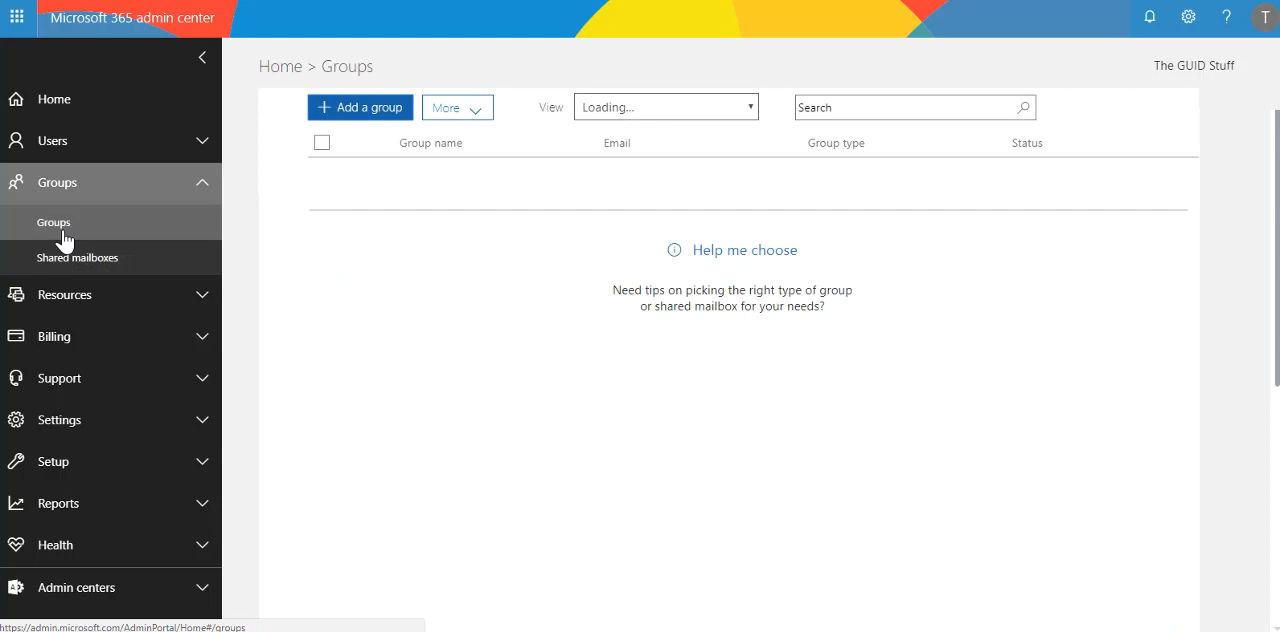 Microsoft 365 admin center
?
T
Home > Groups
The GUID Stuff
Home
Users
Groups
Groups
Shared mailboxes
Resources
Billing
Support
Settings
Setup
Reports
Health
Admin centers
+ Add a group
More
View
Loading...
Search
Group name
Email
Group type
Status
Help me choose
Need tips on picking the right type of group
or shared mailbox for your needs?
https://admin.microsoft.com/AdminPortal/Home#/groups